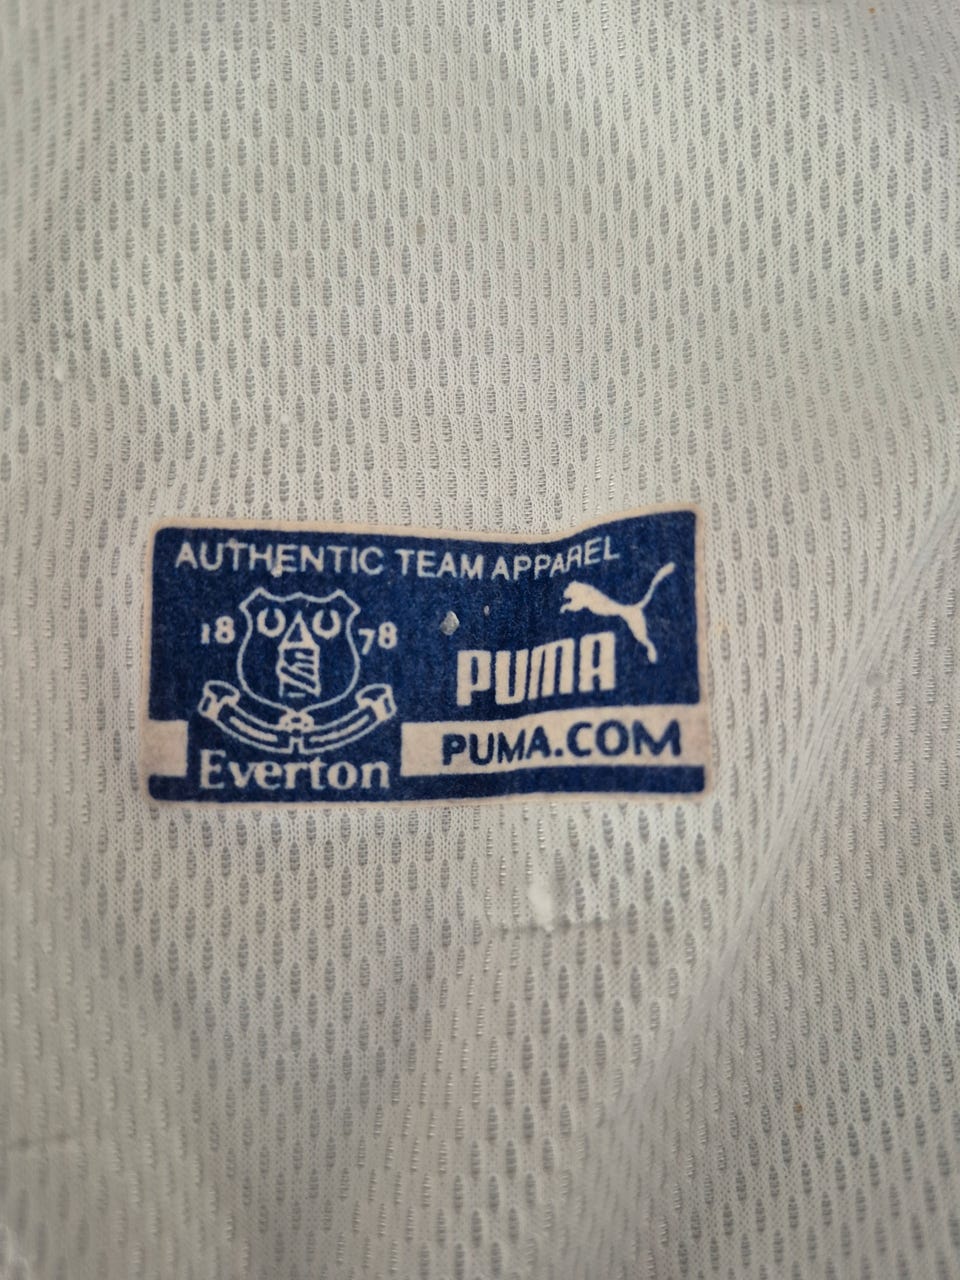 AUTHENTIC TEAM APPAREL
18 78
PUMA
PUMA.COM
Everton